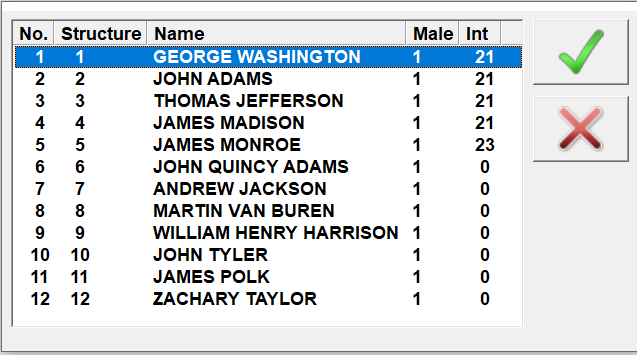 No. Structure Name Male Int
1 1 GEORGE WASHINGTON 1 21
2 2 JOHN ADAMS 1 21
3 3 THOMAS JEFFERSON 1 21
4 4 JAMES MADISON 1 21
5 5 JAMES MONROE 1 23
6 6 JOHN QUINCY ADAMS 1 0
7 7 ANDREW JACKSON 1 0
8 8 MARTIN VAN BUREN 1 0
9 9 WILLIAM HENRY HARRISON 1 0
10 10 JOHN TYLER 1 0
11 11 JAMES POLK 1 0
12 12 ZACHARY TAYLOR 1 0